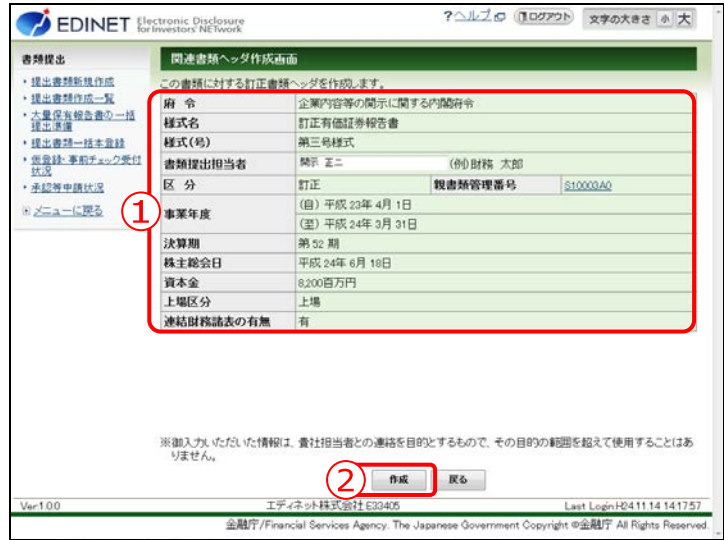 EDINET Electronic Disclosure for Investors' NETwork
?ヘルプ ログアウト 文字の大きさ 小 大
書類提出
・提出書類新規作成
・提出書類作成一覧
・大量保有報告書の一括提出準備
・提出書類一括本登録
・仮登録・事前チェック受付状況
・承認等申請状況
メニューに戻る
関連書類ヘッダ作成画面
この書類に対する訂正書類ヘッダを作成します。
①
府 令 企業内容等の開示に関する内閣府令
様式名 訂正有価証券報告書
様式(号) 第三号様式
書類提出担当者 開示 正二 (例)財務 太郎
区 分 訂正 親書類管理番号 S10003A0
事業年度 (自) 平成 23年 4月 1日
(至) 平成 24年 3月 31日
決算期 第 52 期
株主総会日 平成 24年 6月 18日
資本金 8,200百万円
上場区分 上場
連結財務諸表の有無 有
※御入力いただいた情報は、貴社担当者との連絡を目的とするもので、その目的の範囲を超えて使用することはあ
りません。
② 作成 戻る
Ver.1.0.0 エディネット株式会社 E33405 Last Login:H24.11.14 14:17:57
金融庁/Financial Services Agency. The Japanese Government Copyright ©金融庁 All Rights Reserved.